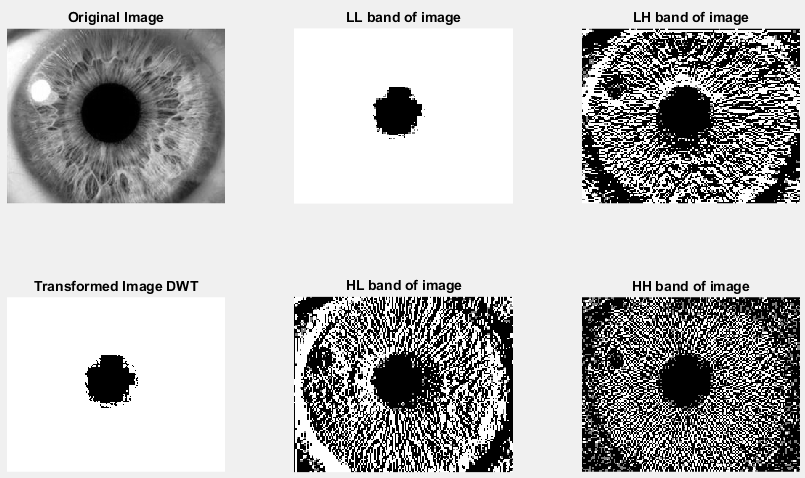 Original Image
LL band of image
LH band of image
Transformed Image DWT
HL band of image
HH band of image